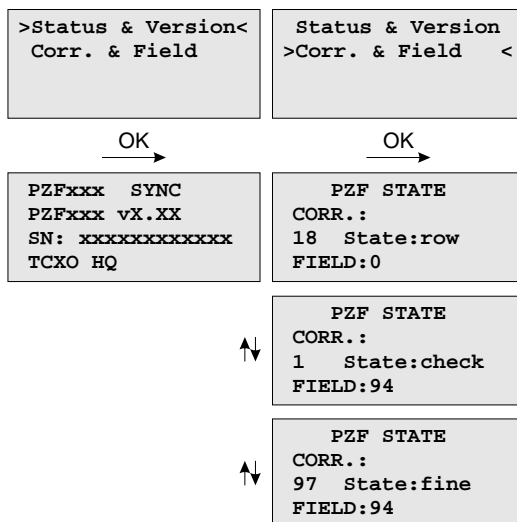 >Status & Version<
Corr. & Field
Status & Version
>Corr. & Field <
OK
OK
PZFxxx SYNC
PZFxxx vX.XX
SN: xxxxxxxxxxxx
TCXO HQ
PZF STATE
CORR.:
18 State:row
FIELD:0
PZF STATE
CORR.:
1 State:check
FIELD:94
PZF STATE
CORR.:
97 State:fine
FIELD:94